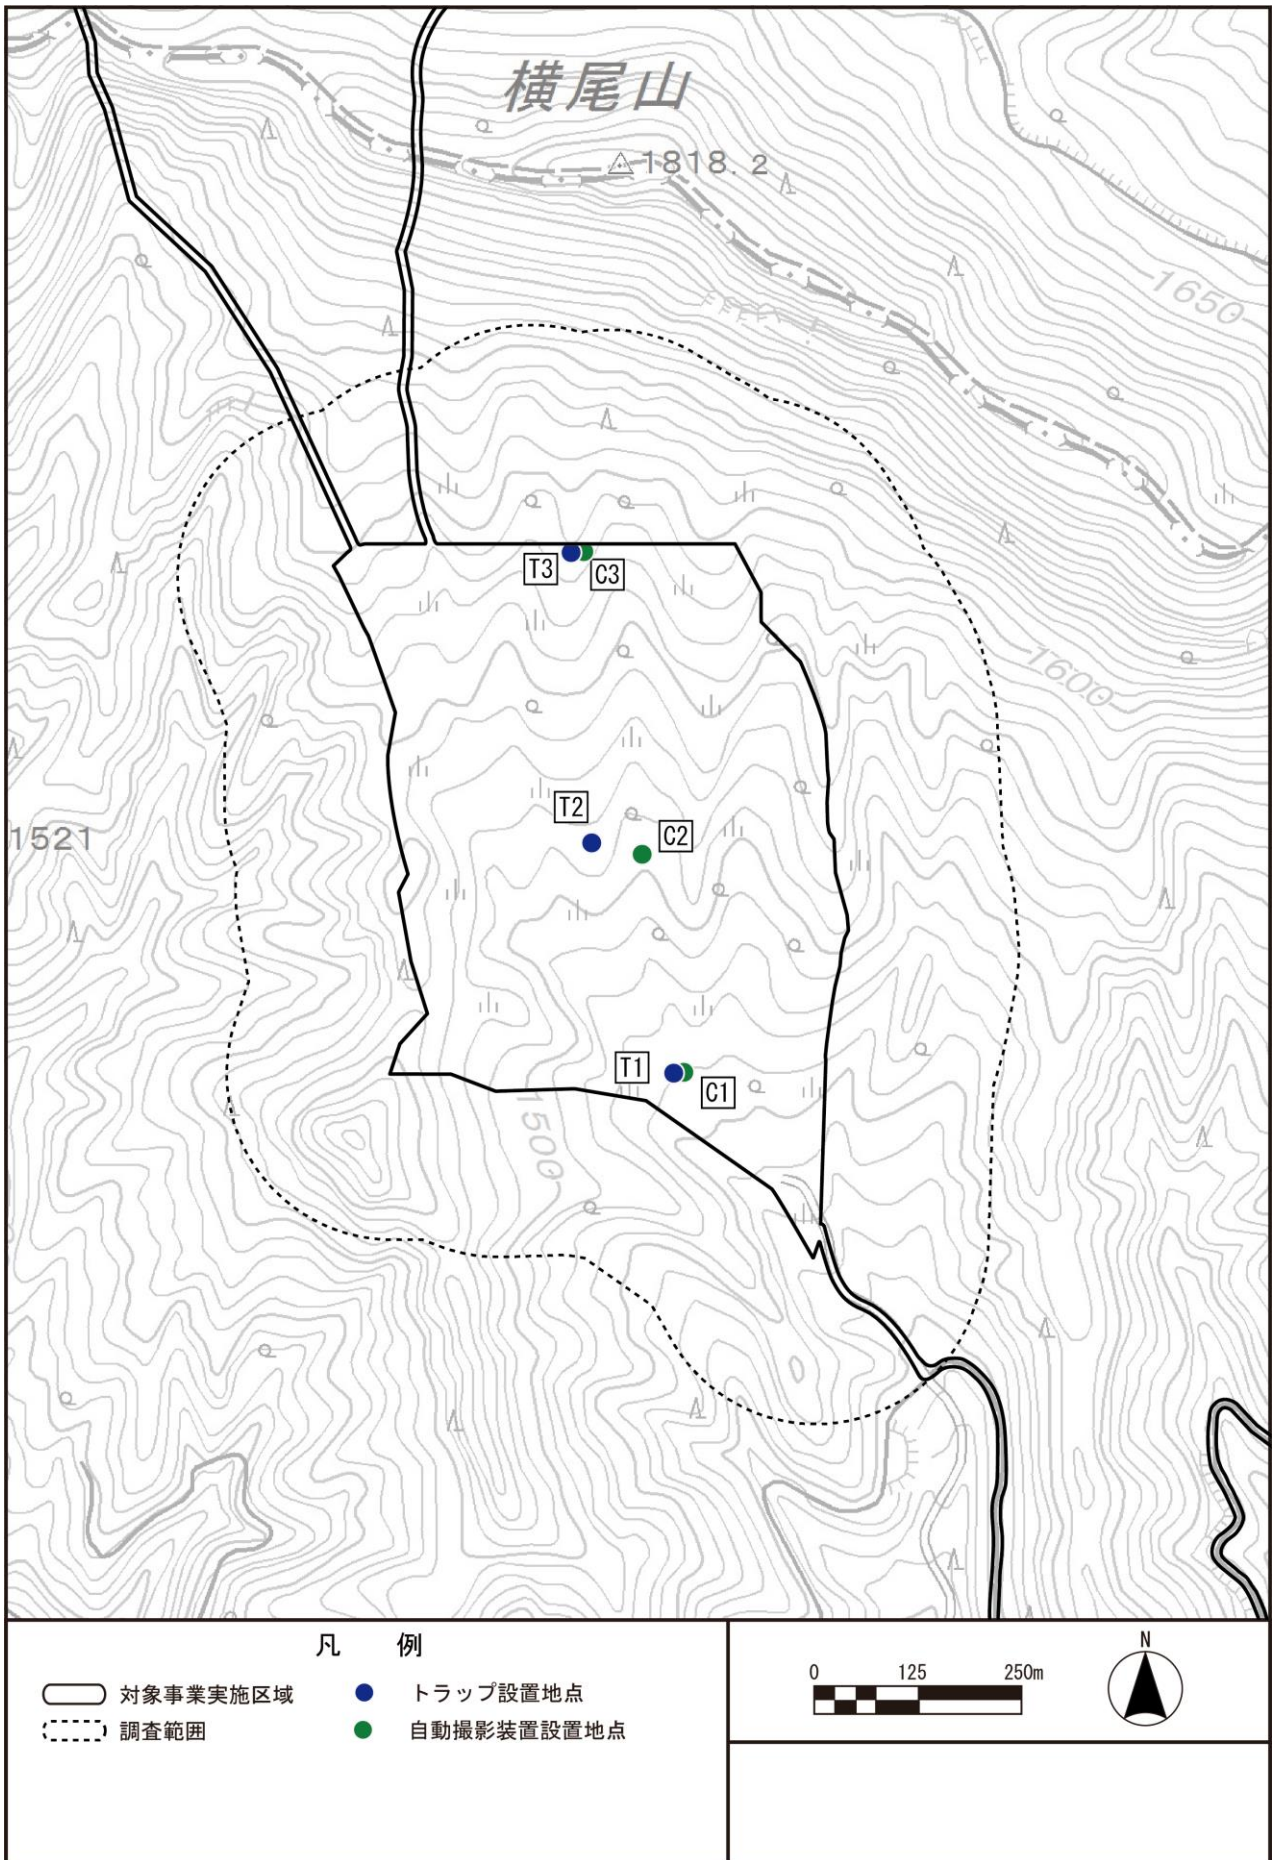 横尾山
1818.2
1650
T3
C3
1600
T2
C2
1521
T1
C1
1500
凡 例
対象事業実施区域
トラップ設置地点
調査範囲
自動撮影装置設置地点
0 125 250m
N